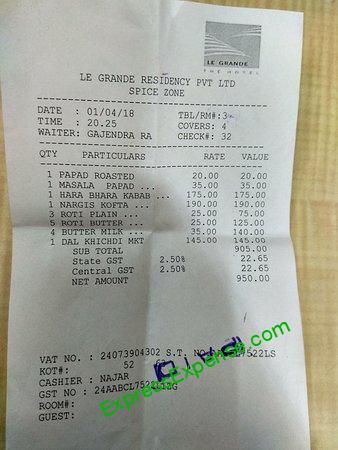 LE GRANDE
THE HOTEL
LE GRANDE RESIDENCY PVT LTD
SPICE ZONE
DATE : 01/04/18 TBL/RM#:3
TIME : 20.25 COVERS: 4
WAITER: GAJENDRA RA CHECK#: 32
QTY PARTICULARS RATE VALUE
1 PAPAD ROASTED 20.00 20.00
1 MASALA PAPAD ... 35.00 35.00
1 HARA BHARA KABAB ... 175.00 175.00
1 NARGIS KOFTA ... 190.00 190.00
3 ROTI PLAIN ... 25.00 75.00
5 ROTI BUTTER ... 25.00 125.00
4 BUTTER MILK .. 35.00 140.00
1 DAL KHICHDI MKT 145.00 145.00
SUB TOTAL 905.00
State GST 2.50% 22.65
Central GST 2.50% 22.65
NET AMOUNT 950.00
VAT NO. : 24073904302 S.T. NO
KOT#: 52
CASHIER : NAJAR
GST NO :
ROOM#:
GUEST:
ExpressExpense.com